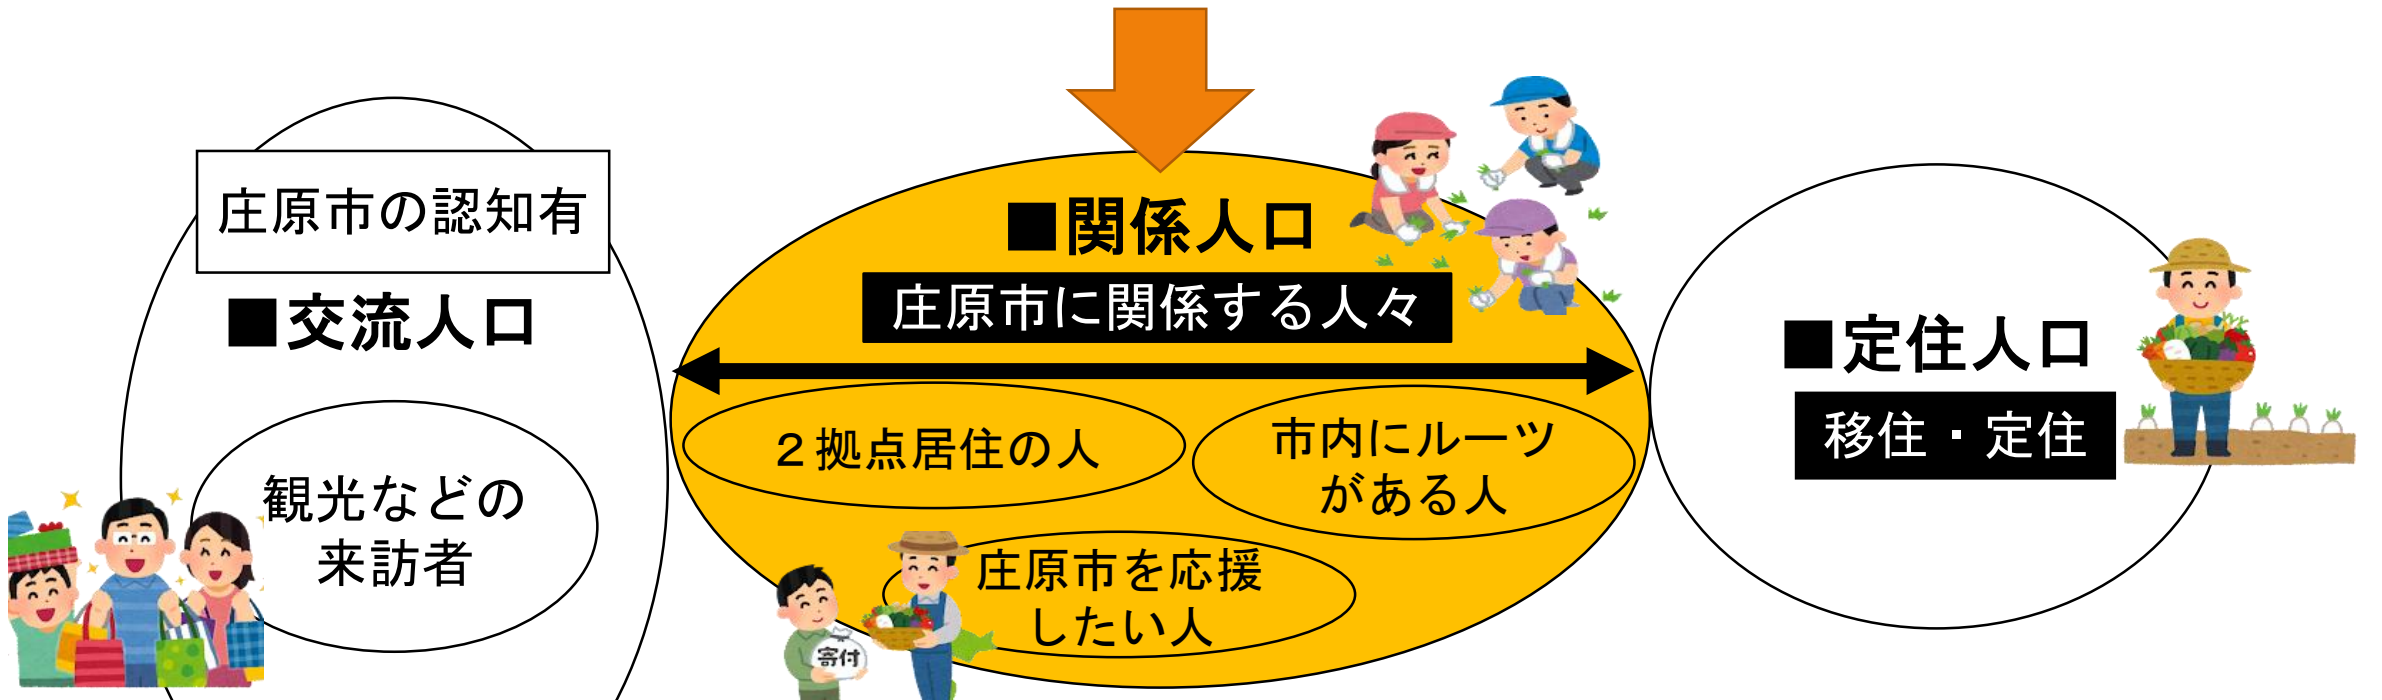 庄原市の認知有
■交流人口
観光などの
来訪者
■関係人口
庄原市に関係する人々
２拠点居住の人
市内にルーツ
がある人
庄原市を応援
したい人
寄付
■定住人口
移住・定住